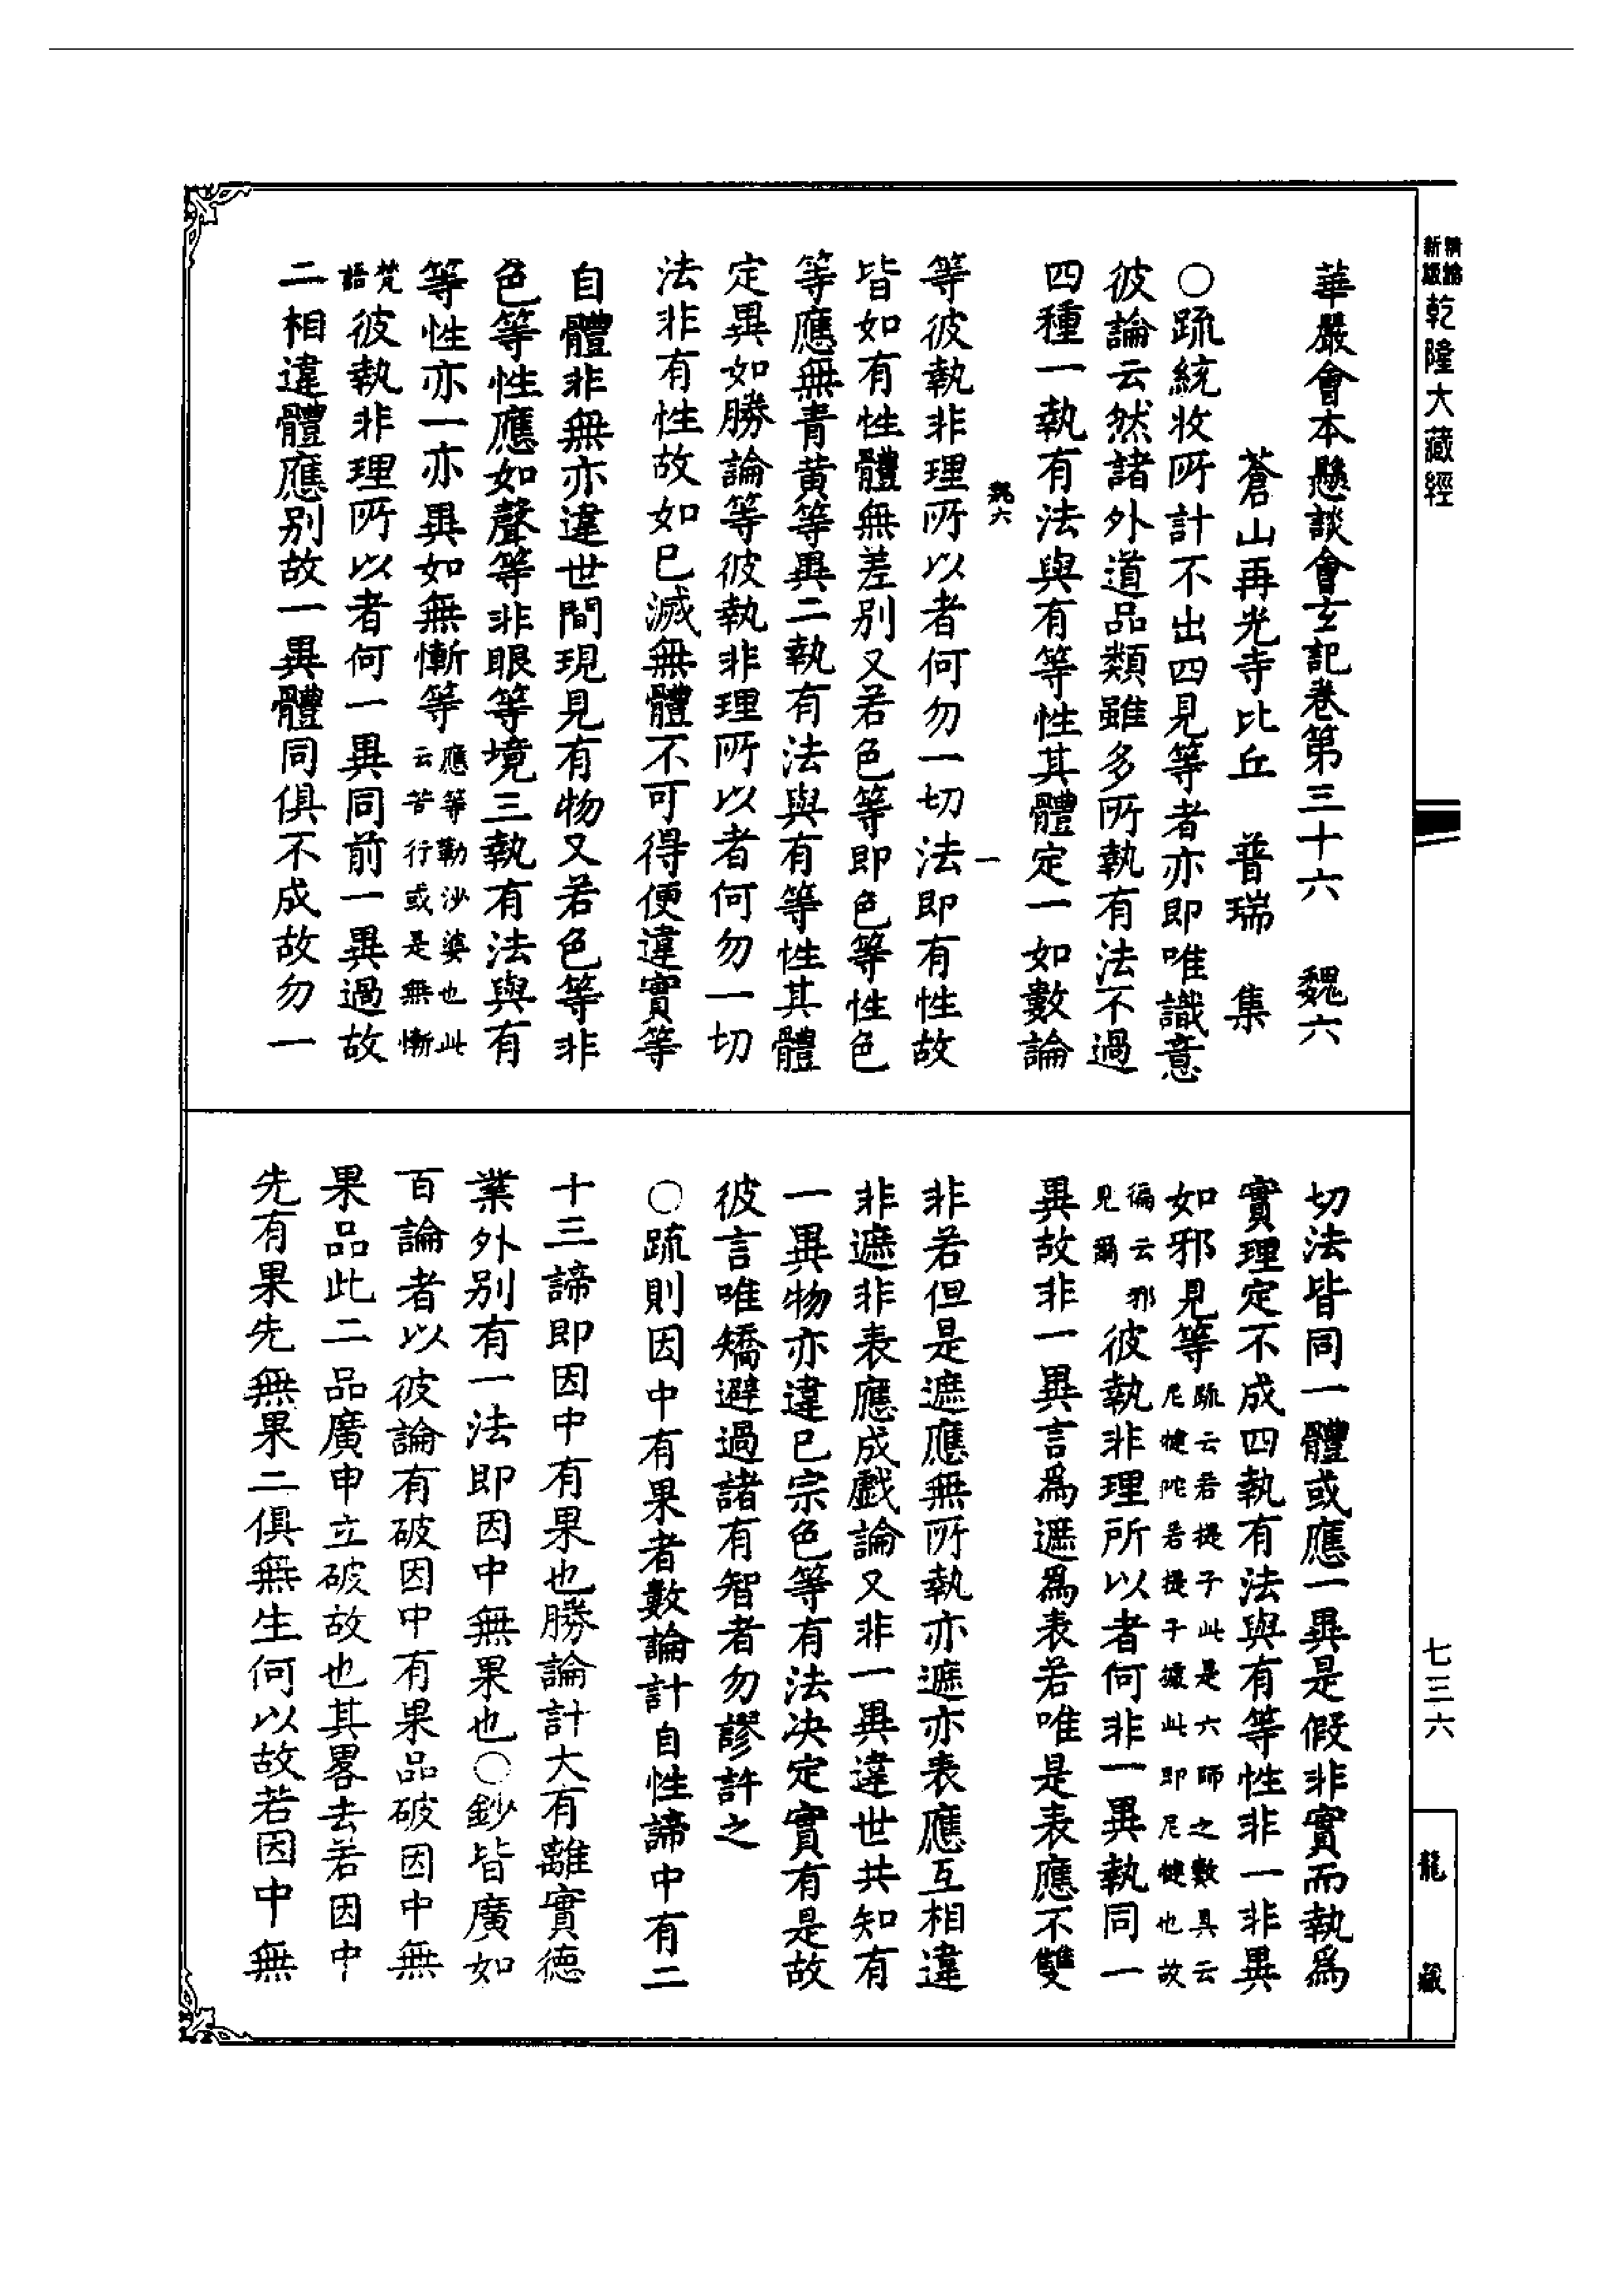 新編縮版乾隆大藏經
七三六
龍藏
華嚴會本懸談會玄記卷第三十六　魏六
蒼山再光寺比丘　普瑞　集
○䟽統收所計不出四見等者亦即唯識意
彼論云然諸外道品類雖多所執有法不過
四種一執有法與有等性其體定一如數論
魏六　一
等彼執非理所以者何勿一切法即有性故
皆如有性體無差别又若色等即色等性色
等應無青黄等異二執有法與有等性其體
定異如勝論等彼執非理所以者何勿一切
法非有性故如已滅無體不可得便違實等
自體非無亦違世間現見有物又若色等非
色等性應如聲等非眼等境三執有法與有
等性亦一亦異如無慚等應等勒沙婆也此云苦行或是無慚
梵語彼執非理所以者何一異同前一異過故
二相違體應别故一異體同俱不成故勿一
切法皆同一體或應一異是假非實而執爲
實理定不成四執有法與有等性非一非異
如邪見等䟽云若提子此是六師之數具云尼犍陀若提子據此即尼犍也故
徧云邪見爾彼執非理所以者何非一異執同一
異故非一異言爲遮爲表若唯是表應不雙
非若但是遮應無所執亦遮亦表應互相違
非遮非表應成戲論又非一異違世共知有
一異物亦違已宗色等有法決定實有是故
彼言唯矯避過諸有智者勿謬許之
○䟽則因中有果者數論計自性諦中有二
十三諦即因中有果也勝論計大有離實德
業外别有一法即因中無果也○鈔皆廣如
百論者以彼論有破因中有果品破因中無
果品此二品廣申立破故也其畧去若因中
先有果先無果二俱無生何以故若因中無